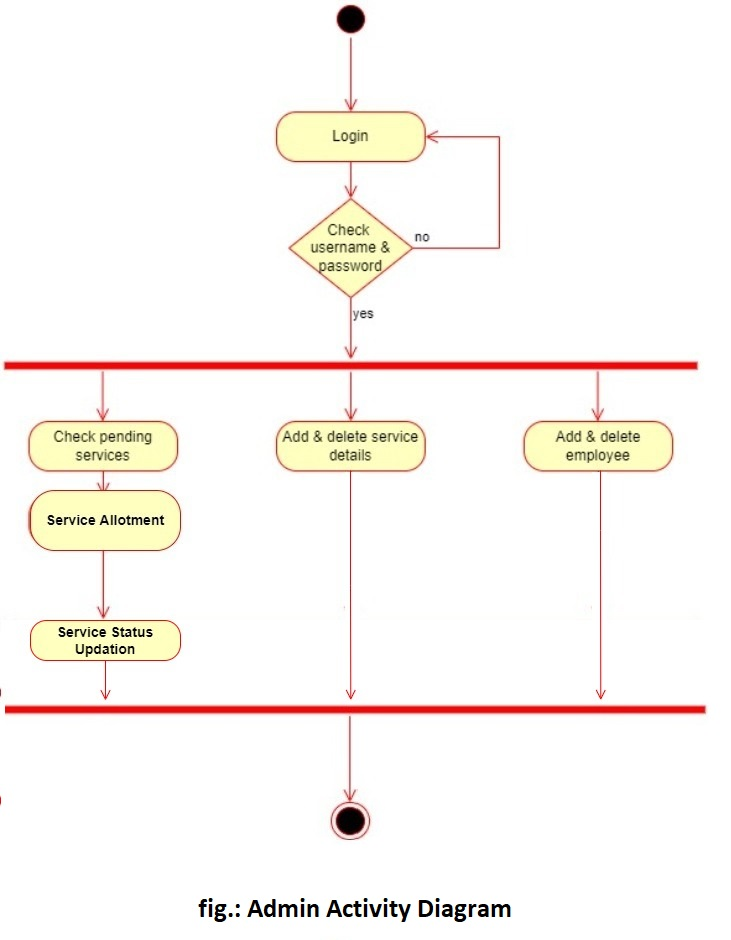 Login
Check
username &
password
no
yes
Check pending
services
Add & delete service
details
Add & delete
employee
Service Allotment
Service Status
Updation
fig.: Admin Activity Diagram